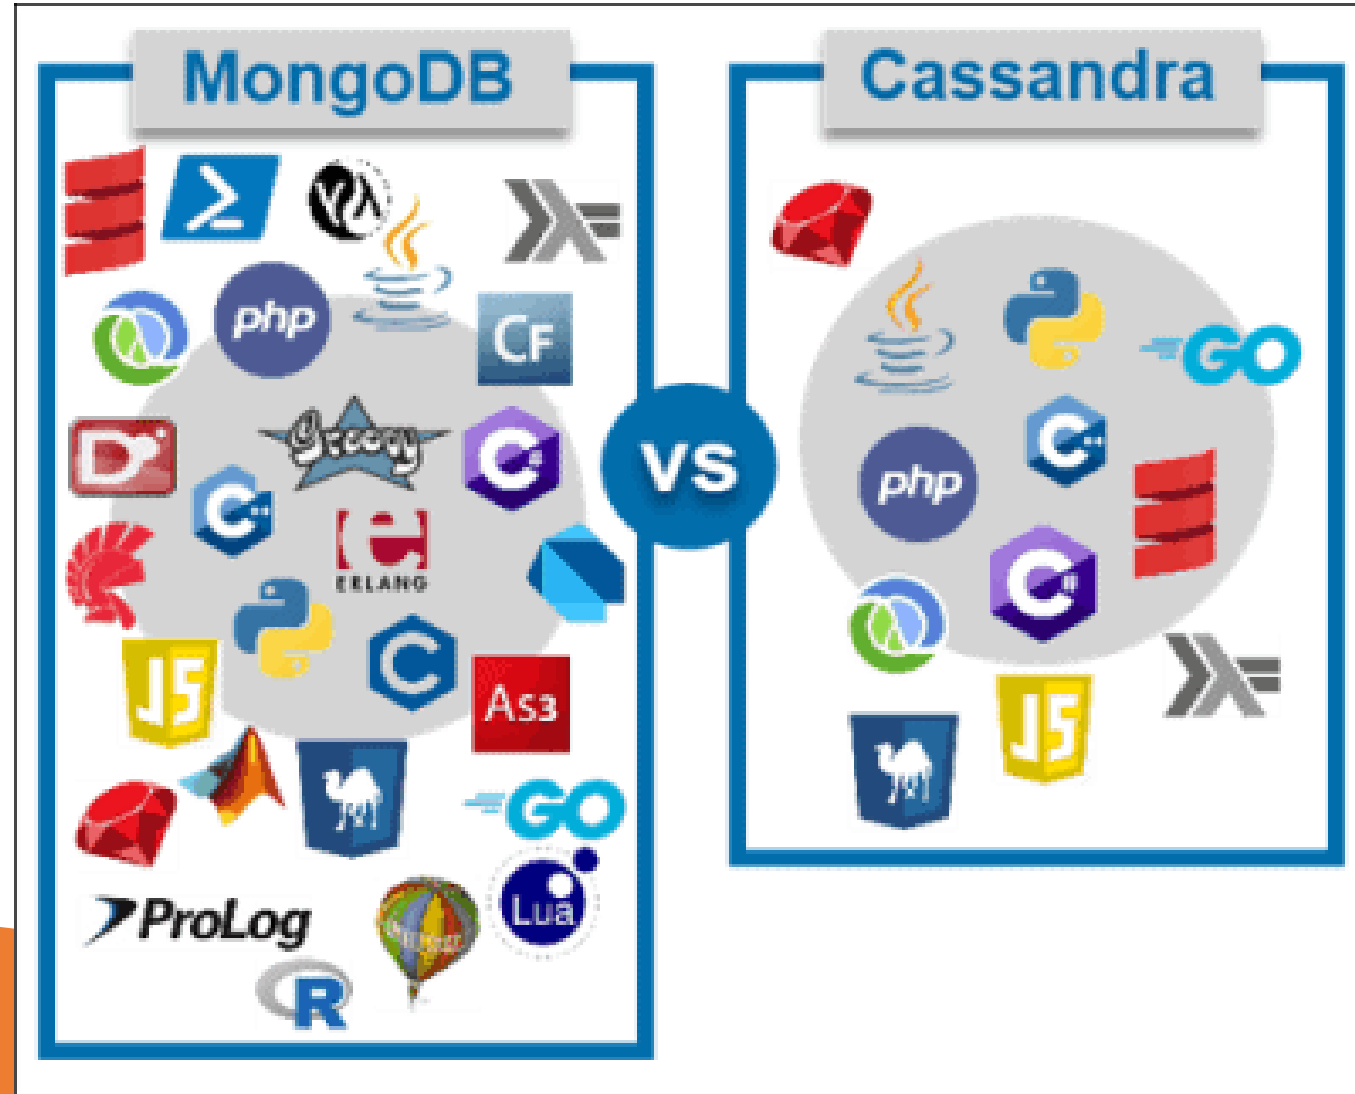 MongoDB
Cassandra
php
CF
D
Groovy
C#
C++
e
ERLANG
C
JS
As3
GO
ProLog
Lua
R
vs
GO
C++
php
C#
JS